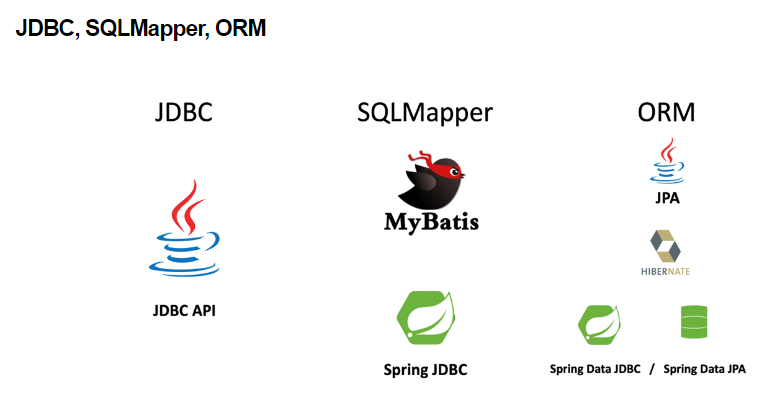 JDBC, SQLMapper, ORM
JDBC
SQLMapper
ORM
JPA
MyBatis
HIBERNATE
JDBC API
Spring JDBC
Spring Data JDBC / Spring Data JPA